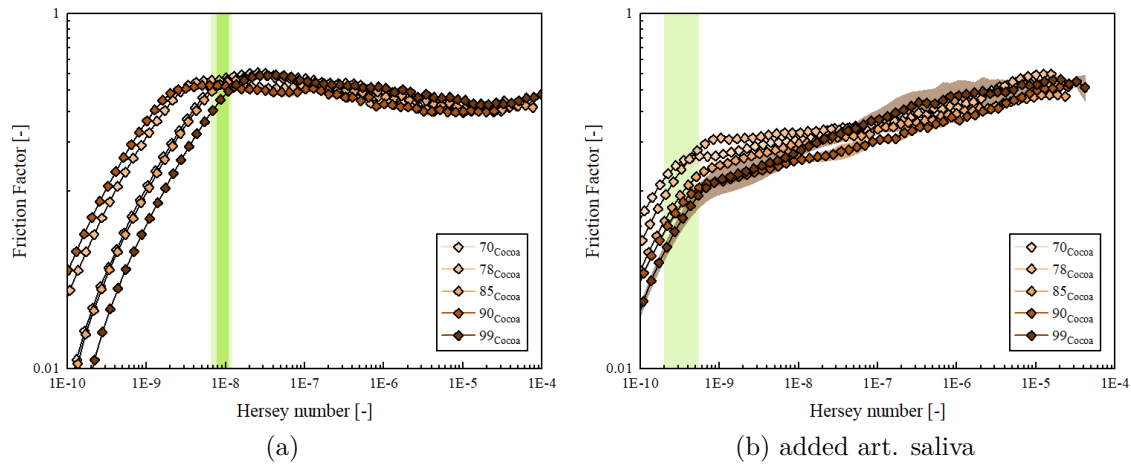 1
Friction Factor [-]
0.01
70Cocoa
78Cocoa
85Cocoa
90Cocoa
99Cocoa
1E-10 1E-9 1E-8 1E-7 1E-6 1E-5 1E-4
Hersey number [-]
(a)
1
Friction Factor [-]
0.01
70Cocoa
78Cocoa
85Cocoa
90Cocoa
99Cocoa
1E-10 1E-9 1E-8 1E-7 1E-6 1E-5 1E-4
Hersey number [-]
(b) added art. saliva